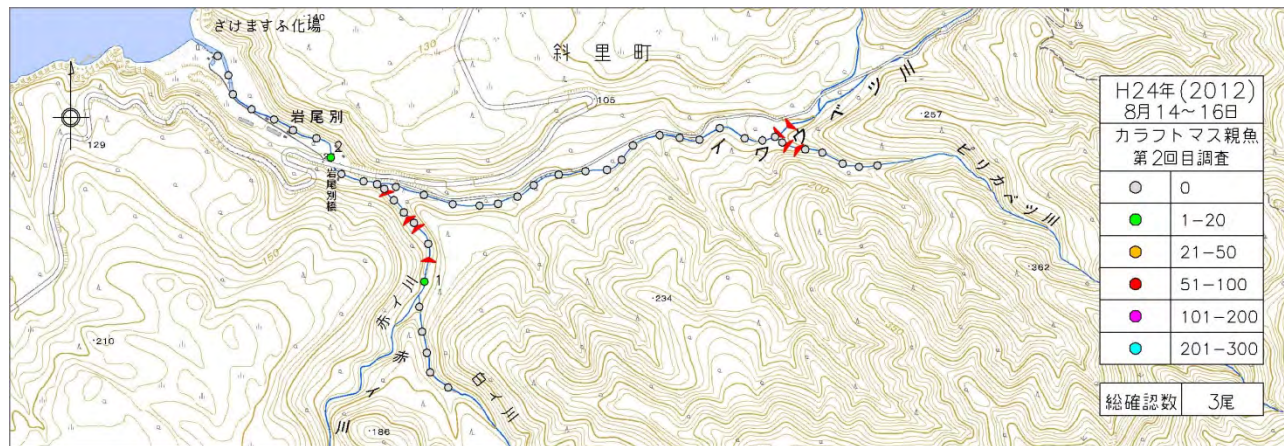 さけますふ化場
130
斜里町
129
岩尾別
2
岩尾別橋
105
イワウベツ川
・257
ピリカベツ川
・362
・234
200
330
150
・210
1
赤イ川
赤イ川
白イ川
・186
H24年(2012)
8月14～16日
カラフトマス親魚
第2回目調査
0
1-20
21-50
51-100
101-200
201-300
総確認数 3尾